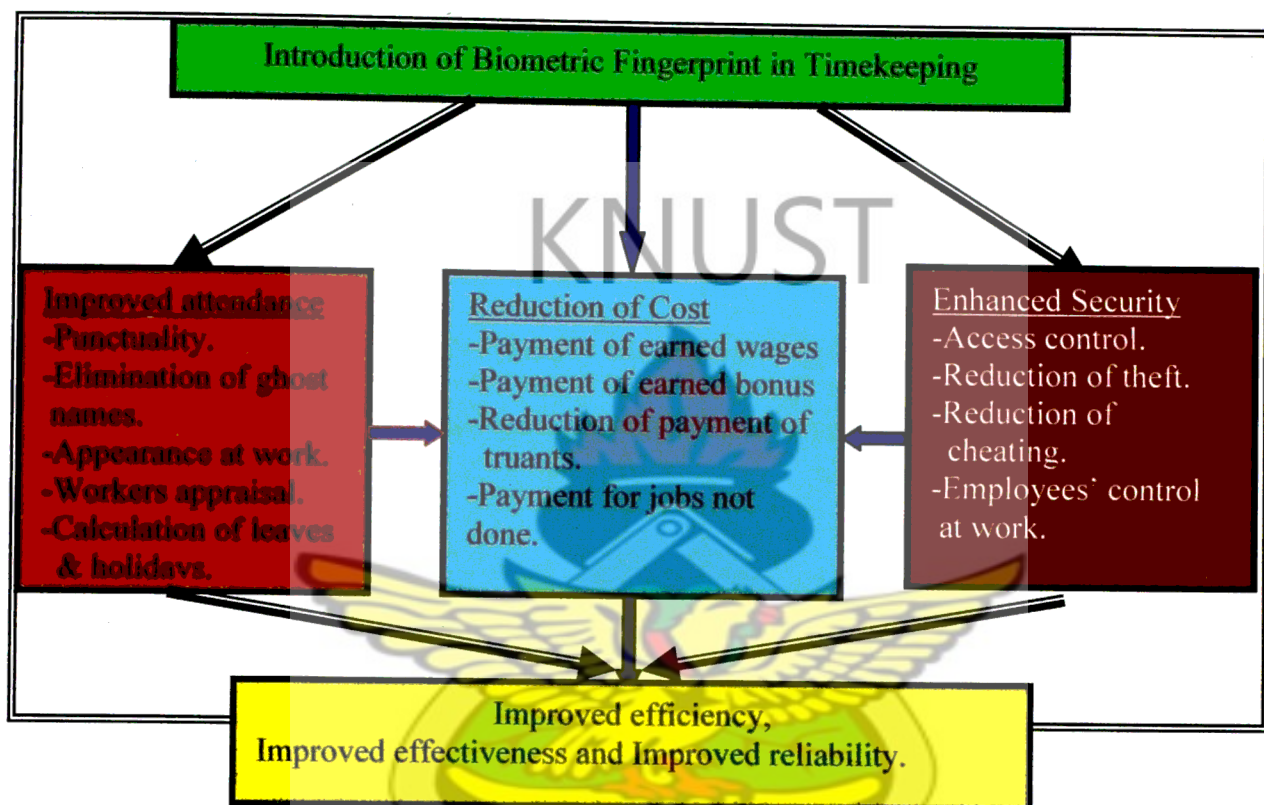 Introduction of Biometric Fingerprint in Timekeeping
KNUST
Improved attendance
-Punctuality.
-Elimination of ghost
names.
-Appearance at work.
-Workers appraisal.
-Calculation of leaves
& holidays.
Reduction of Cost
-Payment of earned wages
-Payment of earned bonus
-Reduction of payment of
truants.
-Payment for jobs not
done.
Enhanced Security
-Access control.
-Reduction of theft.
-Reduction of
cheating.
-Employees' control
at work.
Improved efficiency,
Improved effectiveness and Improved reliability.